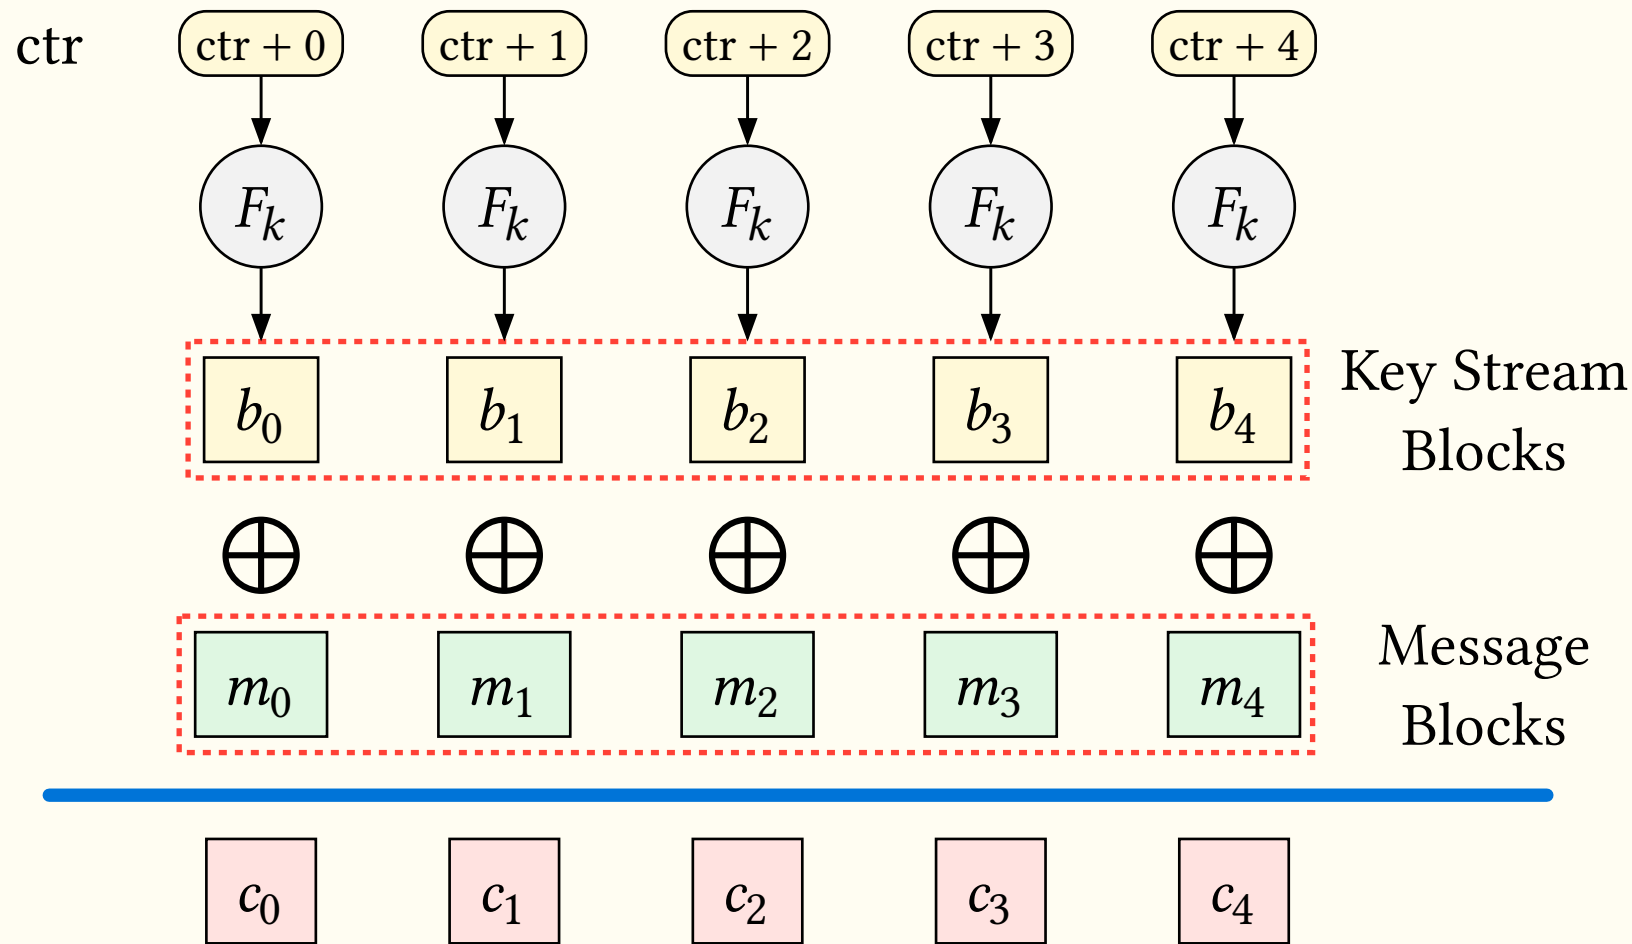 ctr ctr + 0 ctr + 1 ctr + 2 ctr + 3 ctr + 4
F_k F_k F_k F_k F_k
b_0 b_1 b_2 b_3 b_4
Key Stream
Blocks
⊕ ⊕ ⊕ ⊕ ⊕
m_0 m_1 m_2 m_3 m_4
Message
Blocks
c_0 c_1 c_2 c_3 c_4